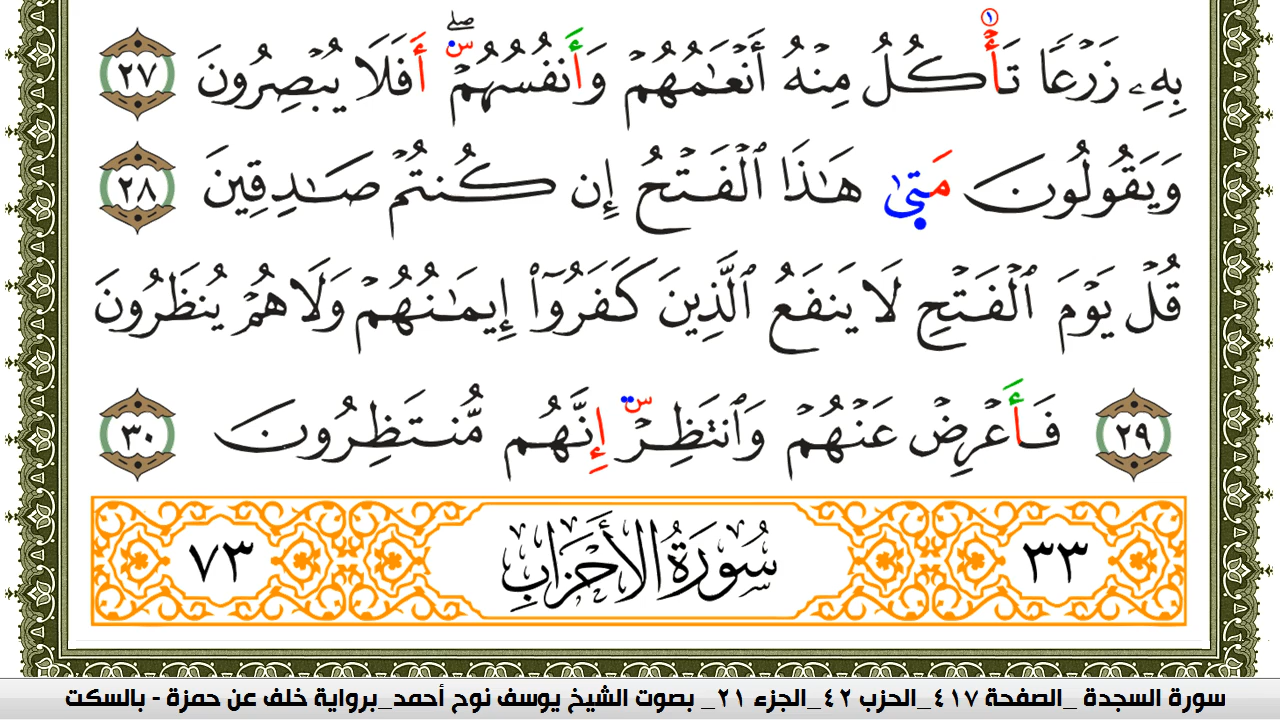 بِهِۦ زَرۡعٗا تَأۡكُلُ مِنۡهُ أَنۡعَٰمُهُمۡ وَأَنفُسُهُمۡۚ أَفَلَا يُبۡصِرُونَ ٢٧
وَيَقُولُونَ مَتَىٰ هَٰذَا ٱلۡفَتۡحُ إِن كُنتُمۡ صَٰدِقِينَ ٢٨
قُلۡ يَوۡمَ ٱلۡفَتۡحِ لَا يَنفَعُ ٱلَّذِينَ كَفَرُوٓاْ إِيمَٰنُهُمۡ وَلَا هُمۡ يُنظَرُونَ
٢٩ فَأَعۡرِضۡ عَنۡهُمۡ وَٱنتَظِرۡ إِنَّهُم مُّنتَظِرُونَ ٣٠
٣٣ سُورَةُ الأَحۡزَابِ ٧٣
سورة السجدة _الصفحة ٤١٧_الحزب ٤٢_الجزء ٢١_ بصوت الشيخ يوسف نوح أحمد_برواية خلف عن حمزة - بالسكت